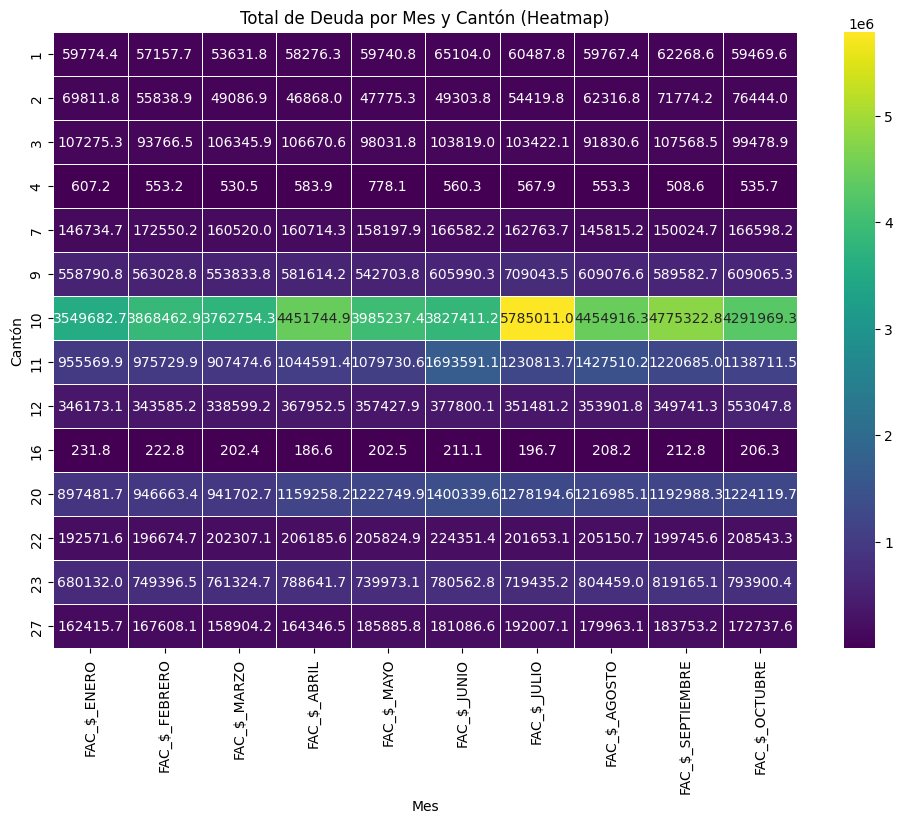 Total de Deuda por Mes y Cantón (Heatmap)
1e6
1 59774.4 57157.7 53631.8 58276.3 59740.8 65104.0 60487.8 59767.4 62268.6 59469.6
2 69811.8 55838.9 49086.9 46868.0 47775.3 49303.8 54419.8 62316.8 71774.2 76444.0
3 107275.3 93766.5 106345.9 106670.6 98031.8 103819.0 103422.1 91830.6 107568.5 99478.9
4 607.2 553.2 530.5 583.9 778.1 560.3 567.9 553.3 508.6 535.7
7 146734.7 172550.2 160520.0 160714.3 158197.9 166582.2 162763.7 145815.2 150024.7 166598.2
9 558790.8 563028.8 553833.8 581614.2 542703.8 605990.3 709043.5 609076.6 589582.7 609065.3
10 3549682.7 3868462.9 3762754.3 4451744.9 3985237.4 3827411.2 5785011.0 4454916.3 4775322.8 4291969.3
11 955569.9 975729.9 907474.6 1044591.4 1079730.6 1693591.1 1230813.7 1427510.2 1220685.0 1138711.5
12 346173.1 343585.2 338599.2 367952.5 357427.9 377800.1 351481.2 353901.8 349741.3 553047.8
16 231.8 222.8 202.4 186.6 202.5 211.1 196.7 208.2 212.8 206.3
20 897481.7 946663.4 941702.7 1159258.2 1222749.9 1400339.6 1278194.6 1216985.1 1192988.3 1224119.7
22 192571.6 196674.7 202307.1 206185.6 205824.9 224351.4 201653.1 205150.7 199745.6 208543.3
23 680132.0 749396.5 761324.7 788641.7 739973.1 780562.8 719435.2 804459.0 819165.1 793900.4
27 162415.7 167608.1 158904.2 164346.5 185885.8 181086.6 192007.1 179963.1 183753.2 172737.6
Cantón
FAC_$_ENERO
FAC_$_FEBRERO
FAC_$_MARZO
FAC_$_ABRIL
FAC_$_MAYO
FAC_$_JUNIO
FAC_$_JULIO
FAC_$_AGOSTO
FAC_$_SEPTIEMBRE
FAC_$_OCTUBRE
Mes
5
4
3
2
1